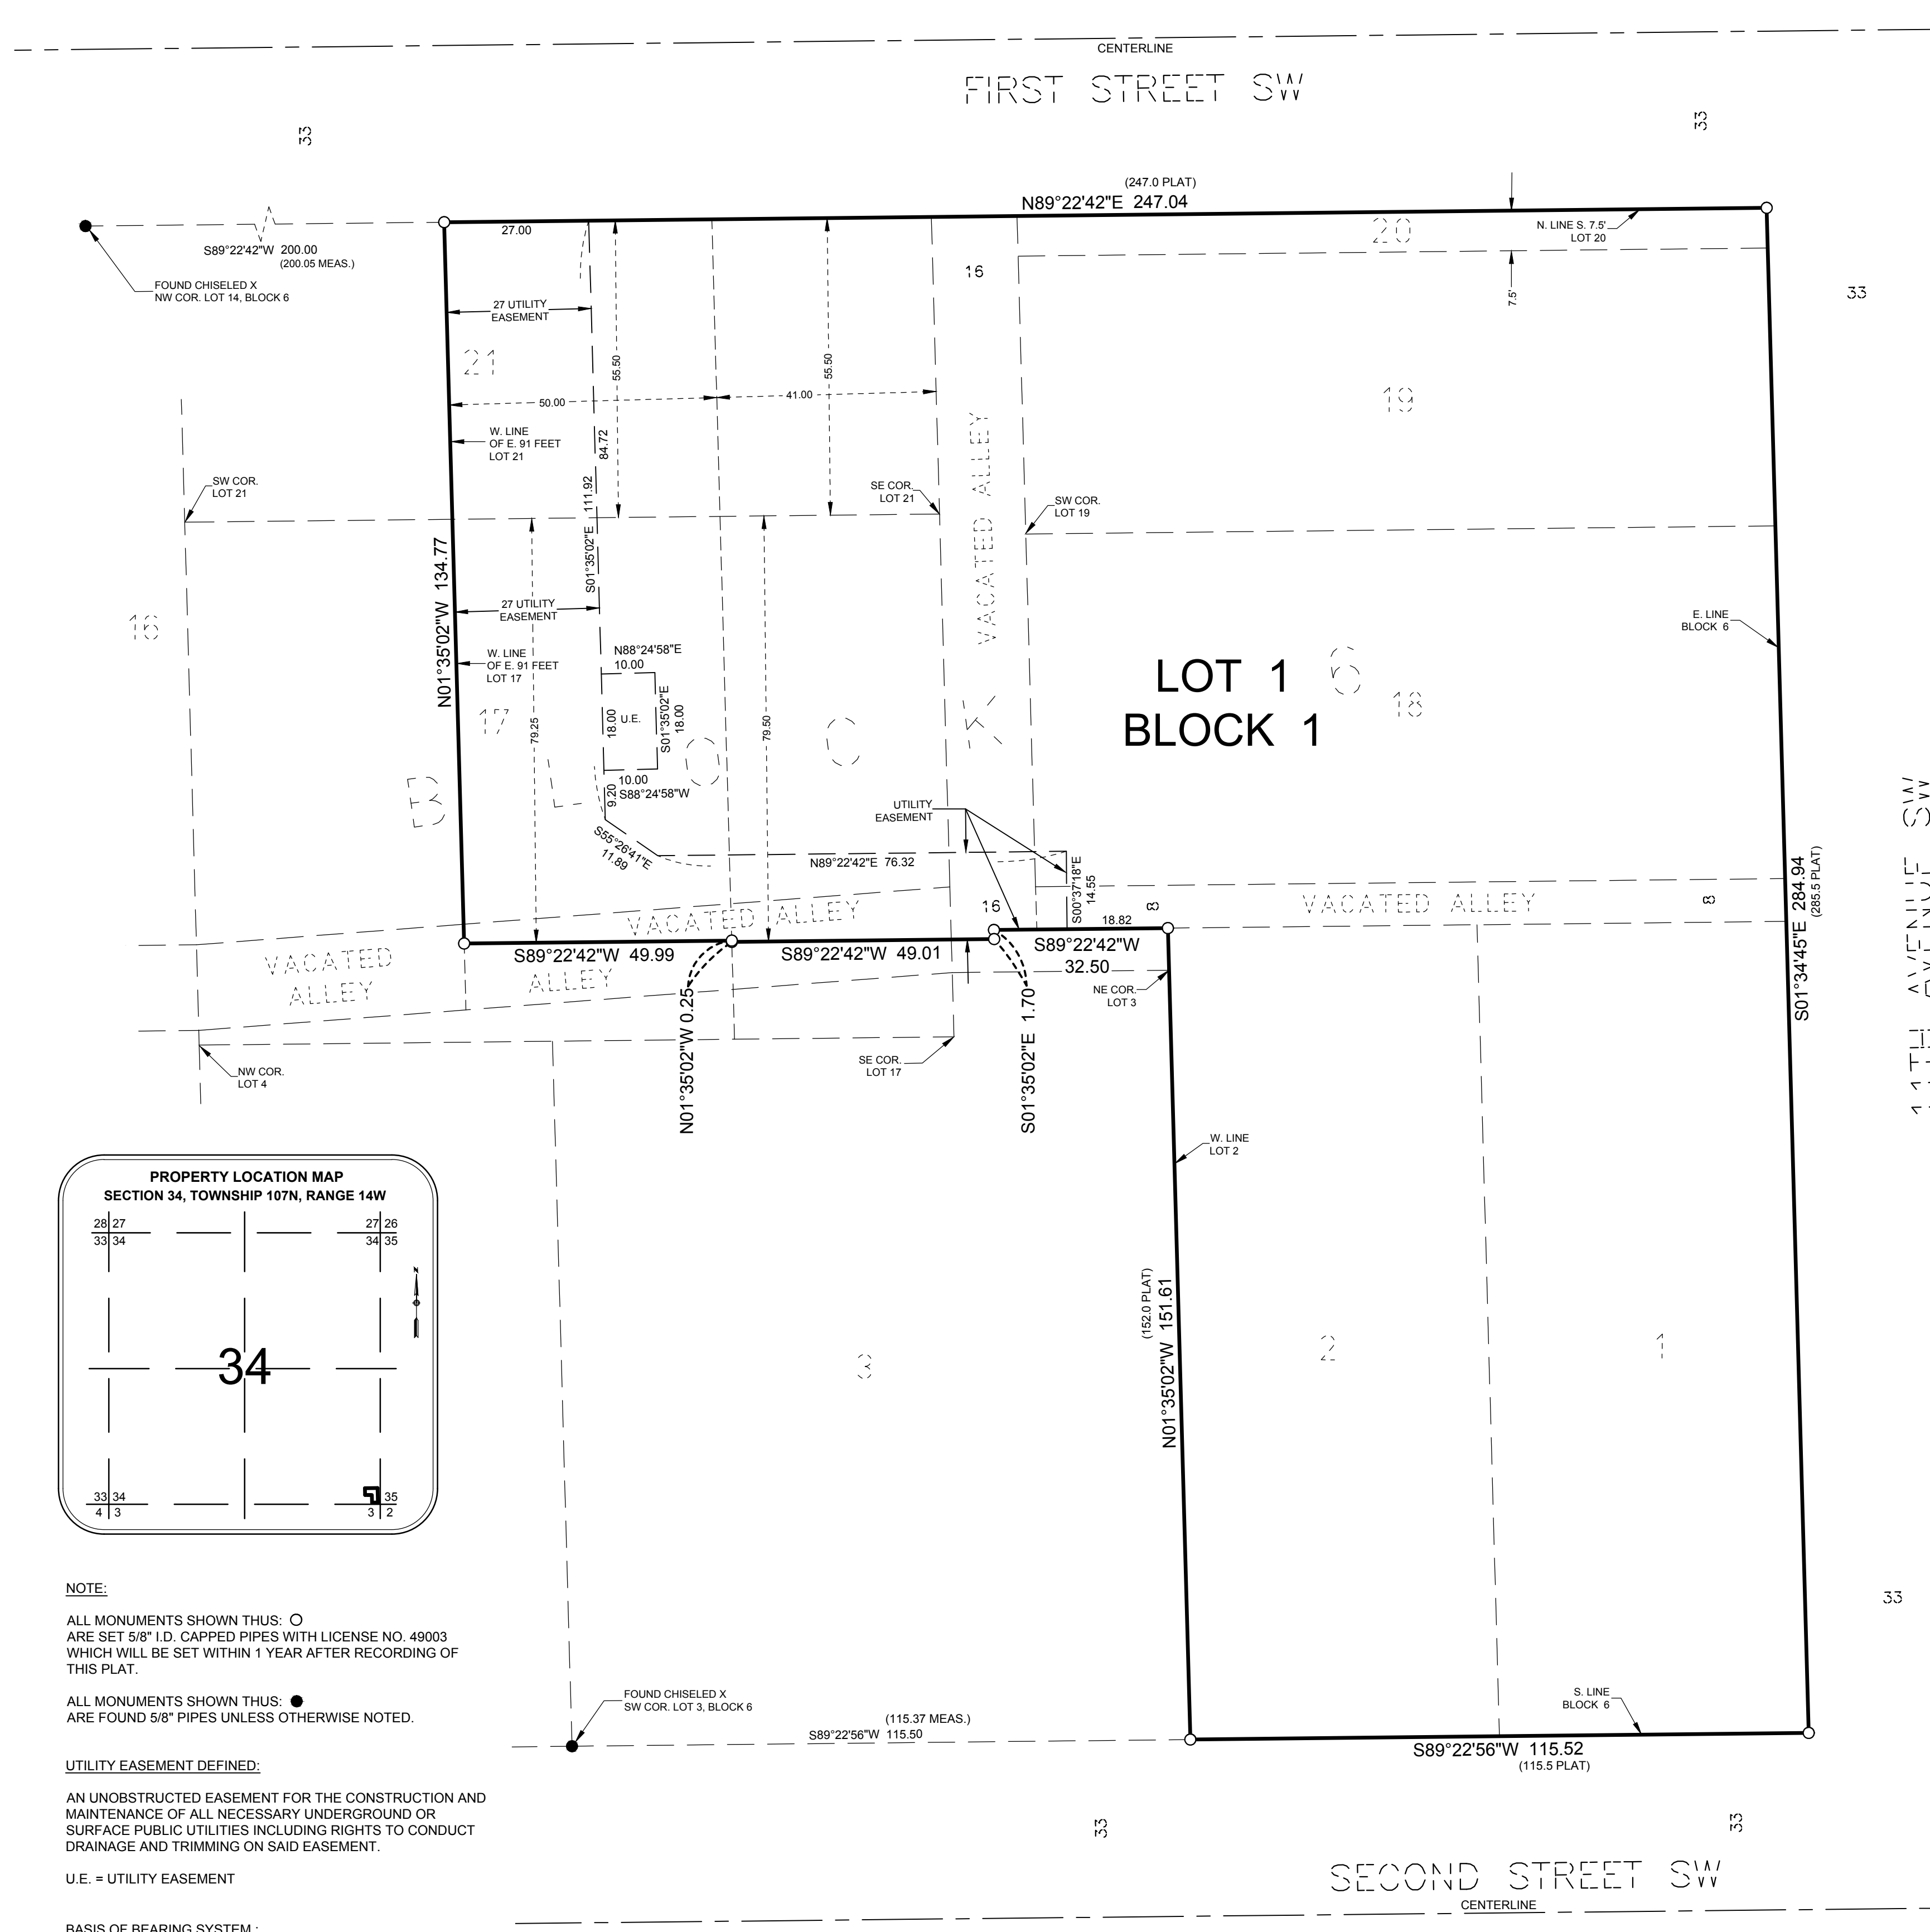 CENTERLINE
FIRST STREET SW
33
33
(247.0 PLAT)
N89°22'42"E 247.04
S89°22'42"W 200.00
(200.05 MEAS.)
FOUND CHISELED X
NW COR. LOT 14, BLOCK 6
27.00
20
N. LINE S. 7.5'
LOT 20
16
7.5'
33
27 UTILITY
EASEMENT
21
55.50
55.50
50.00
41.00
19
W. LINE
OF E. 91 FEET
LOT 21
84.72
SW COR.
LOT 21
S01°35'02"E 111.92
SE COR.
LOT 21
VACATED ALLEY
SW COR.
LOT 19
N01°35'02"W 134.77
27 UTILITY
EASEMENT
16
E. LINE
BLOCK 6
W. LINE
OF E. 91 FEET
LOT 17
N88°24'58"E
10.00
LOT 1
BLOCK 1
6
18
17
79.25
18.00
U.E.
S01°35'02"E
18.00
79.50
BLOCK
10.00
S88°24'58"W
9.20
S55°26'41"E
11.89
UTILITY
EASEMENT
N89°22'42"E 76.32
S00°37'18"E
14.55
11TH AVENUE SW
S01°34'45"E 284.94
(285.5 PLAT)
16
18.82
8
VACATED ALLEY
8
VACATED ALLEY
VACATED
ALLEY
ALLEY
S89°22'42"W 49.99
S89°22'42"W 49.01
S89°22'42"W
32.50
NE COR.
LOT 3
N01°35'02"W 0.25
S01°35'02"E 1.70
NW COR.
LOT 4
SE COR.
LOT 17
W. LINE
LOT 2
PROPERTY LOCATION MAP
SECTION 34, TOWNSHIP 107N, RANGE 14W
28 27
33 34
27 26
34 35
N
34
33 34
4 3
35
3 2
(152.0 PLAT)
N01°35'02"W 151.61
3
2
1
NOTE:
ALL MONUMENTS SHOWN THUS:
ARE SET 5/8" I.D. CAPPED PIPES WITH LICENSE NO. 49003
WHICH WILL BE SET WITHIN 1 YEAR AFTER RECORDING OF
THIS PLAT.
ALL MONUMENTS SHOWN THUS:
ARE FOUND 5/8" PIPES UNLESS OTHERWISE NOTED.
33
FOUND CHISELED X
SW COR. LOT 3, BLOCK 6
(115.37 MEAS.)
S89°22'56"W 115.50
S. LINE
BLOCK 6
S89°22'56"W 115.52
(115.5 PLAT)
UTILITY EASEMENT DEFINED:
AN UNOBSTRUCTED EASEMENT FOR THE CONSTRUCTION AND
MAINTENANCE OF ALL NECESSARY UNDERGROUND OR
SURFACE PUBLIC UTILITIES INCLUDING RIGHTS TO CONDUCT
DRAINAGE AND TRIMMING ON SAID EASEMENT.
U.E. = UTILITY EASEMENT
33
33
SECOND STREET SW
CENTERLINE
BASIS OF BEARING SYSTEM :